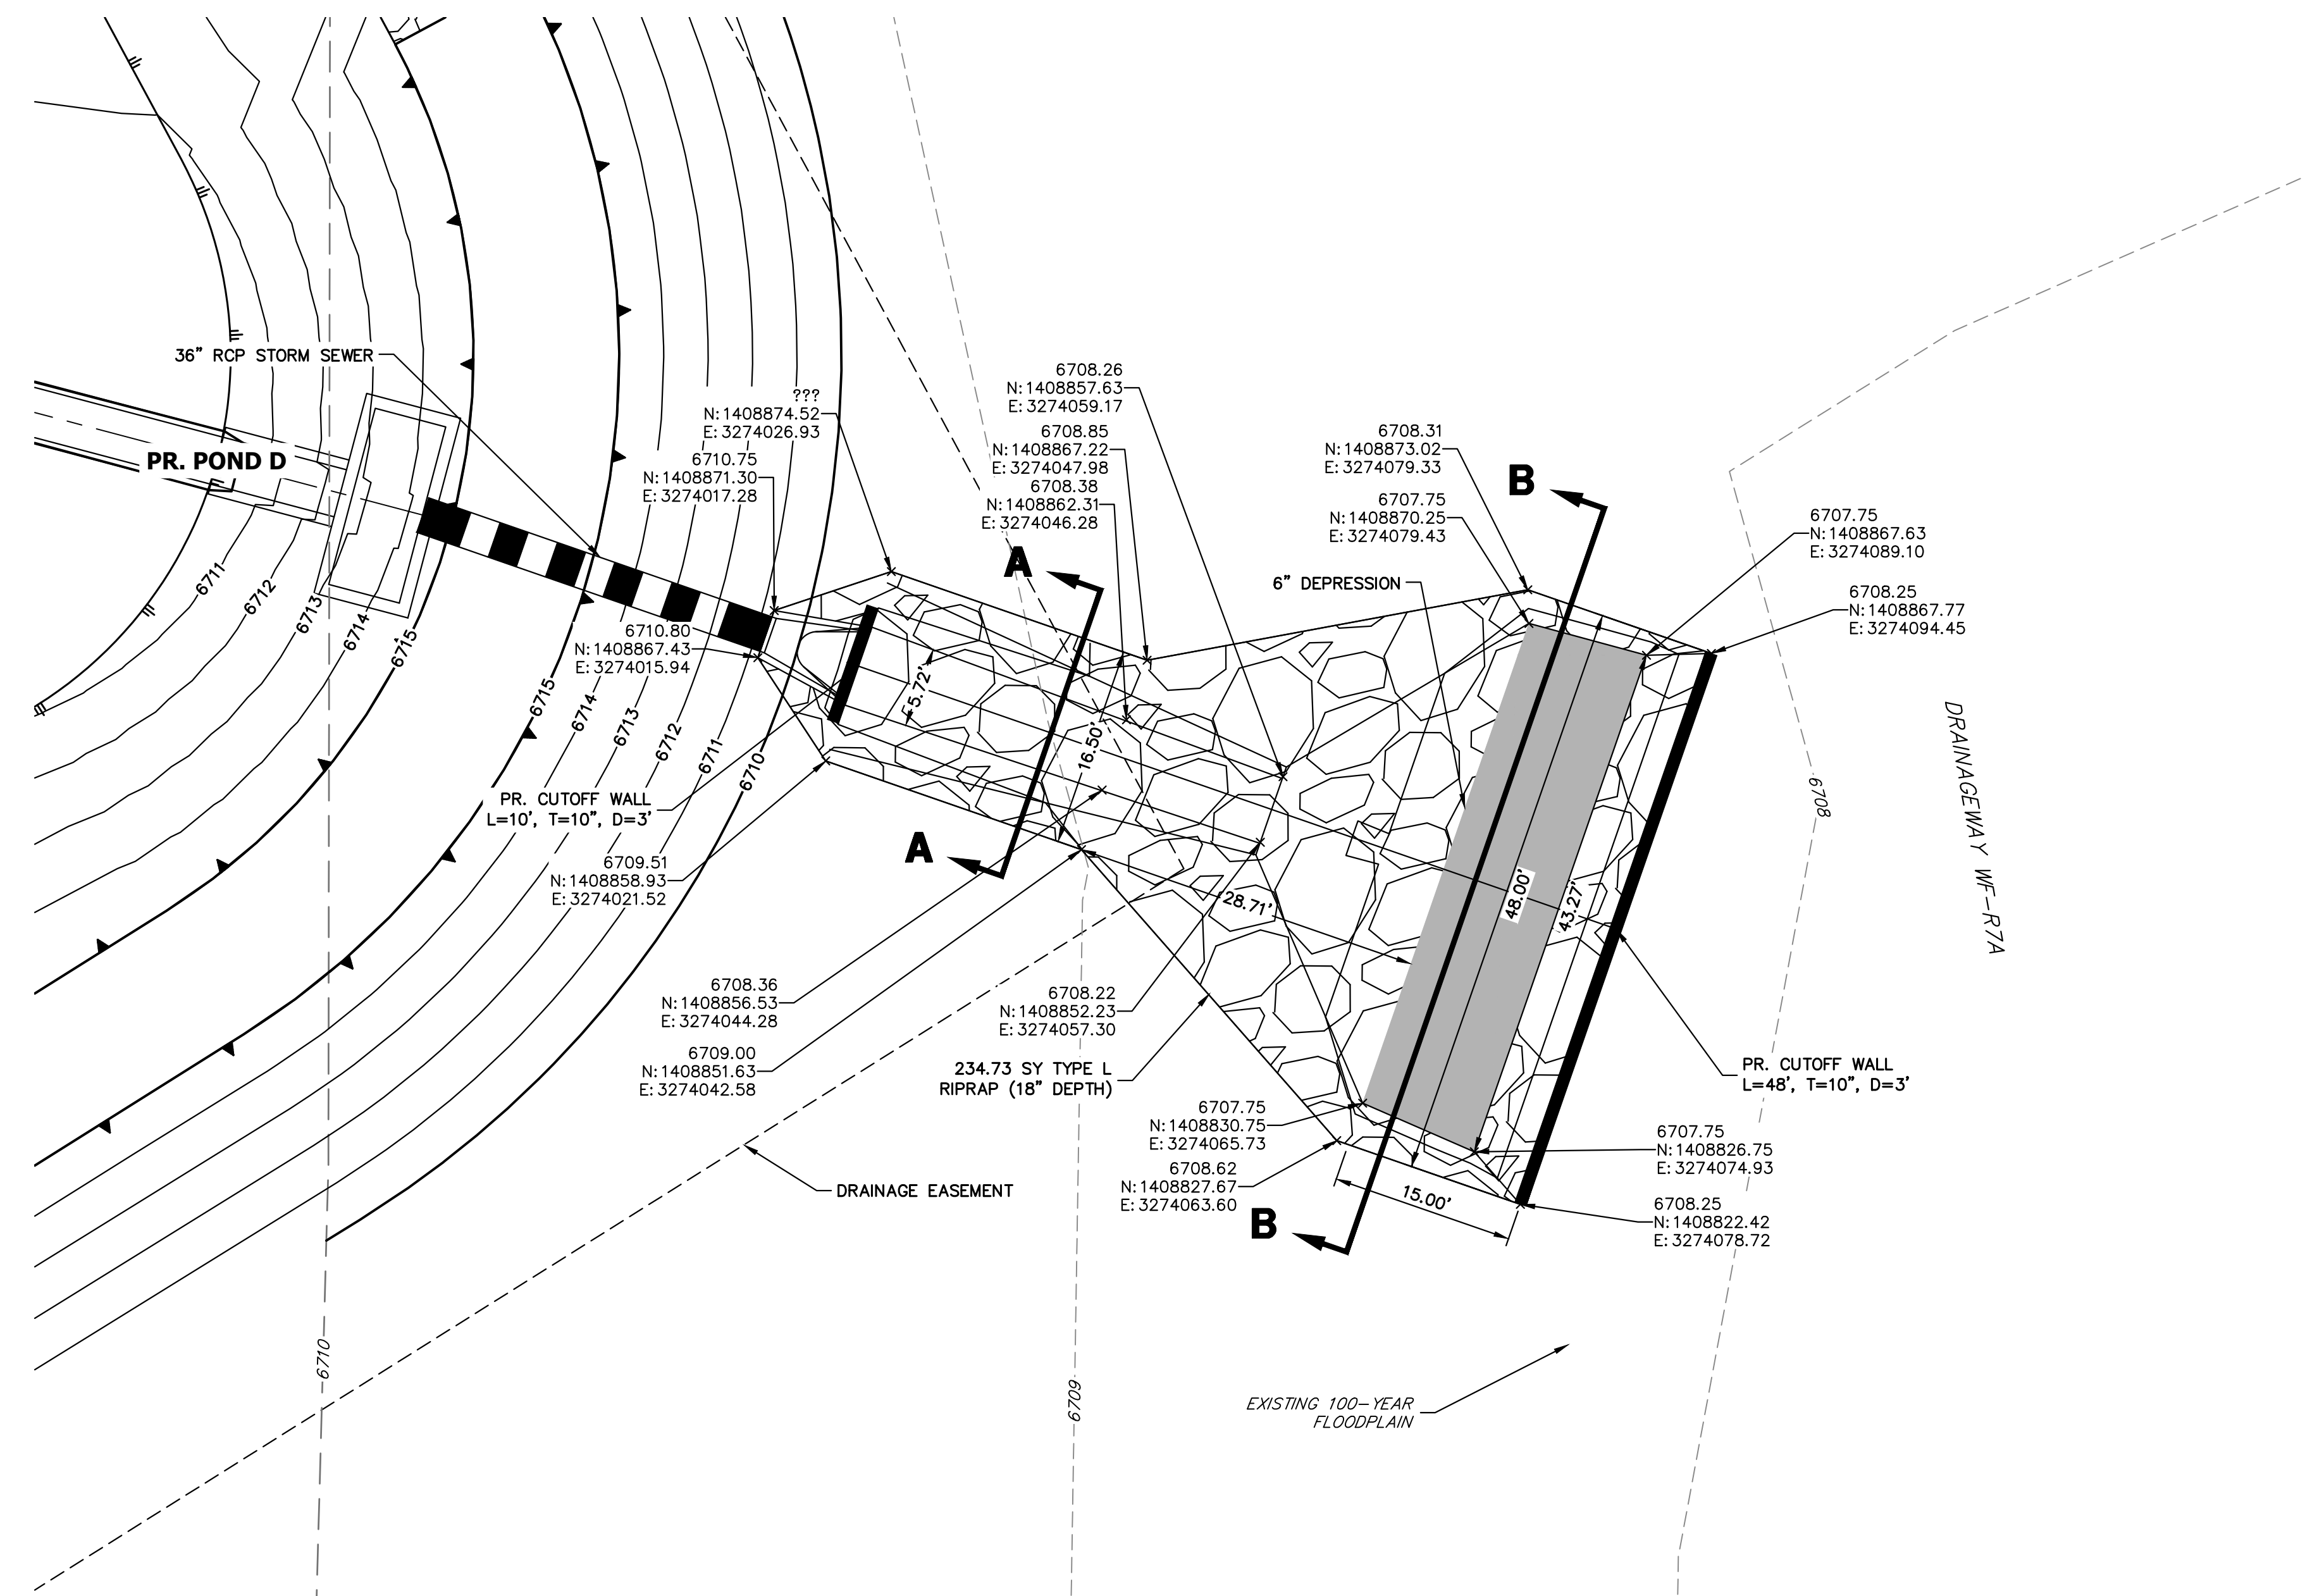 36” RCP STORM SEWER
PR. POND D
6711
6712
6713
6714
6715
6715
6714
6713
6712
6711
6710
???
N:1408874.52
E:3274026.93
6710.75
N:1408871.30
E:3274017.28
6710.80
N:1408867.43
E:3274015.94
PR. CUTOFF WALL
L=10’, T=10”, D=3’
6709.51
N:1408858.93
E:3274021.52
6708.26
N:1408857.63
E:3274059.17
6708.85
N:1408867.22
E:3274047.98
6708.38
N:1408862.31
E:3274046.28
A
A
5.72’
16.50’
6708.31
N:1408873.02
E:3274079.33
6707.75
N:1408870.25
E:3274079.43
6” DEPRESSION
B
6707.75
N:1408867.63
E:3274089.10
6708.25
N:1408867.77
E:3274094.45
DRAINAGEWAY WF-R7A
6708
28.71’
48.00’
43.27’
6708.36
N:1408856.53
E:3274044.28
6709.00
N:1408851.63
E:3274042.58
6708.22
N:1408852.23
E:3274057.30
234.73 SY TYPE L
RIPRAP (18” DEPTH)
6707.75
N:1408830.75
E:3274065.73
6708.62
N:1408827.67
E:3274063.60
B
15.00’
PR. CUTOFF WALL
L=48’, T=10”, D=3’
6707.75
N:1408826.75
E:3274074.93
6708.25
N:1408822.42
E:3274078.72
DRAINAGE EASEMENT
6710
6709
EXISTING 100-YEAR
FLOODPLAIN